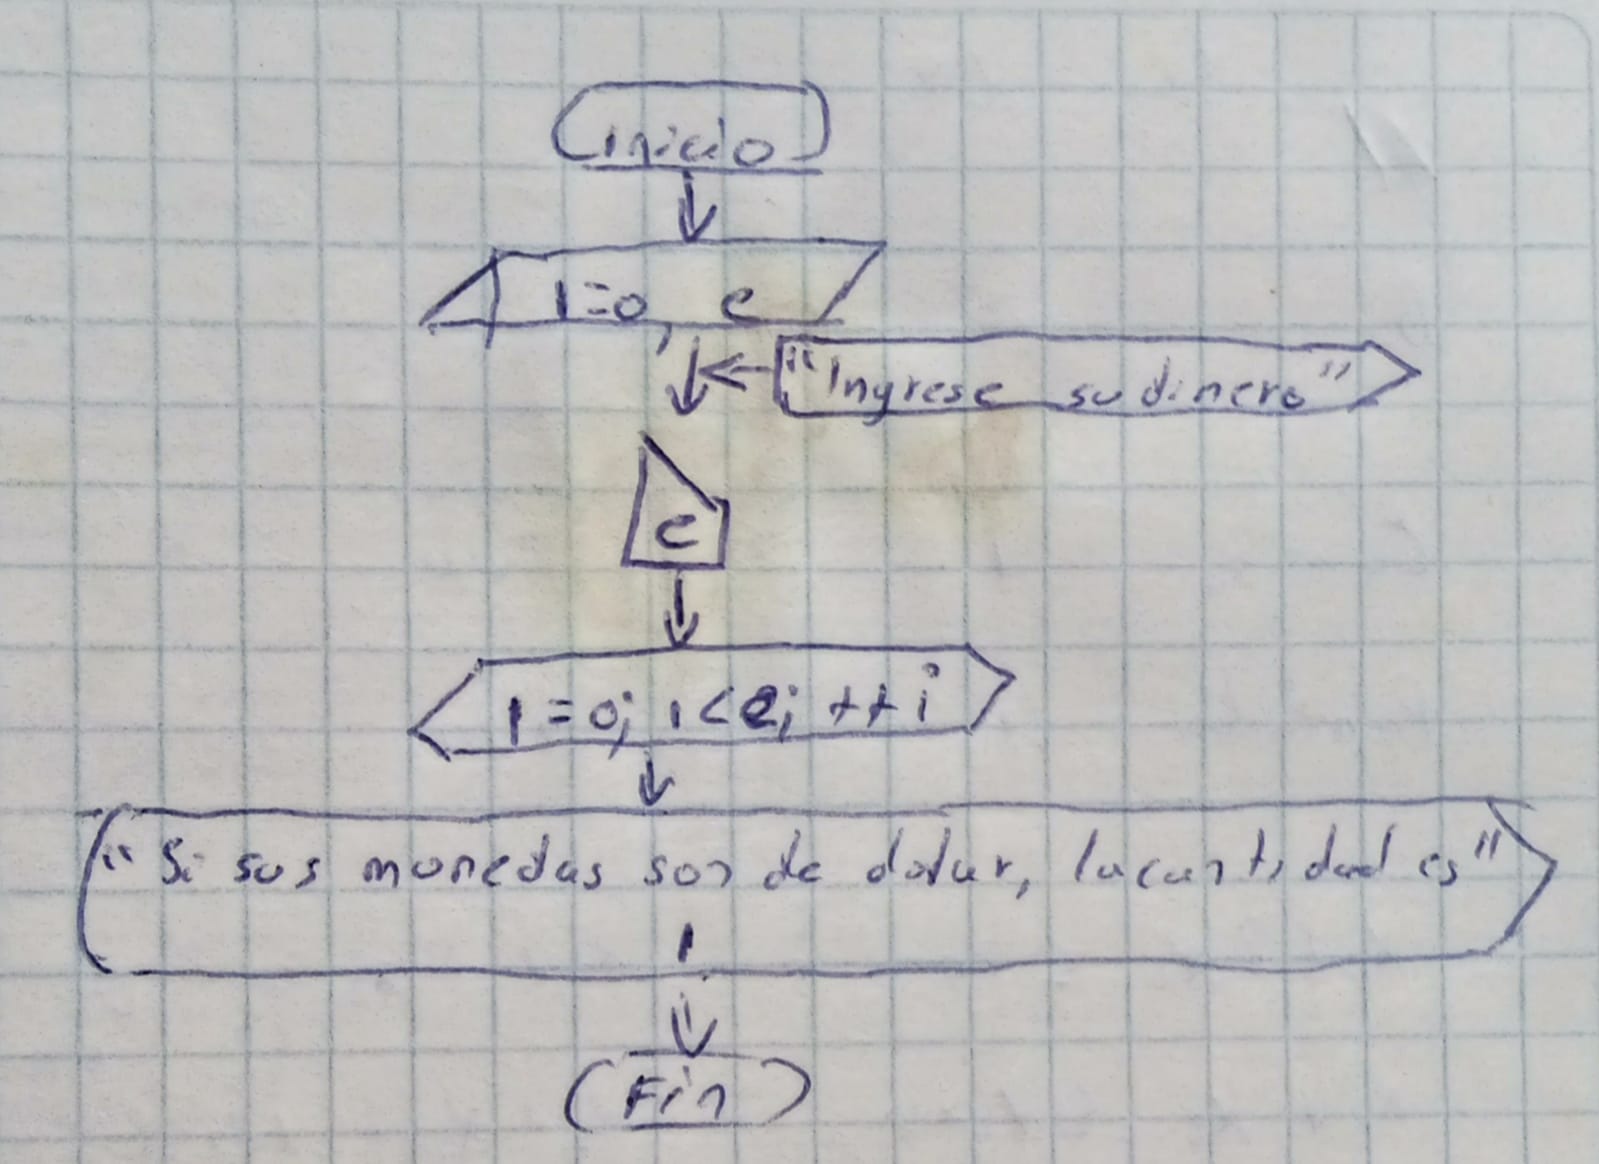 inicio
i=0, e
"Ingrese su dinero"
e
i=0; i<e; ++i
"Si sus monedas son de dolar, la cantidad es"
i
Fin